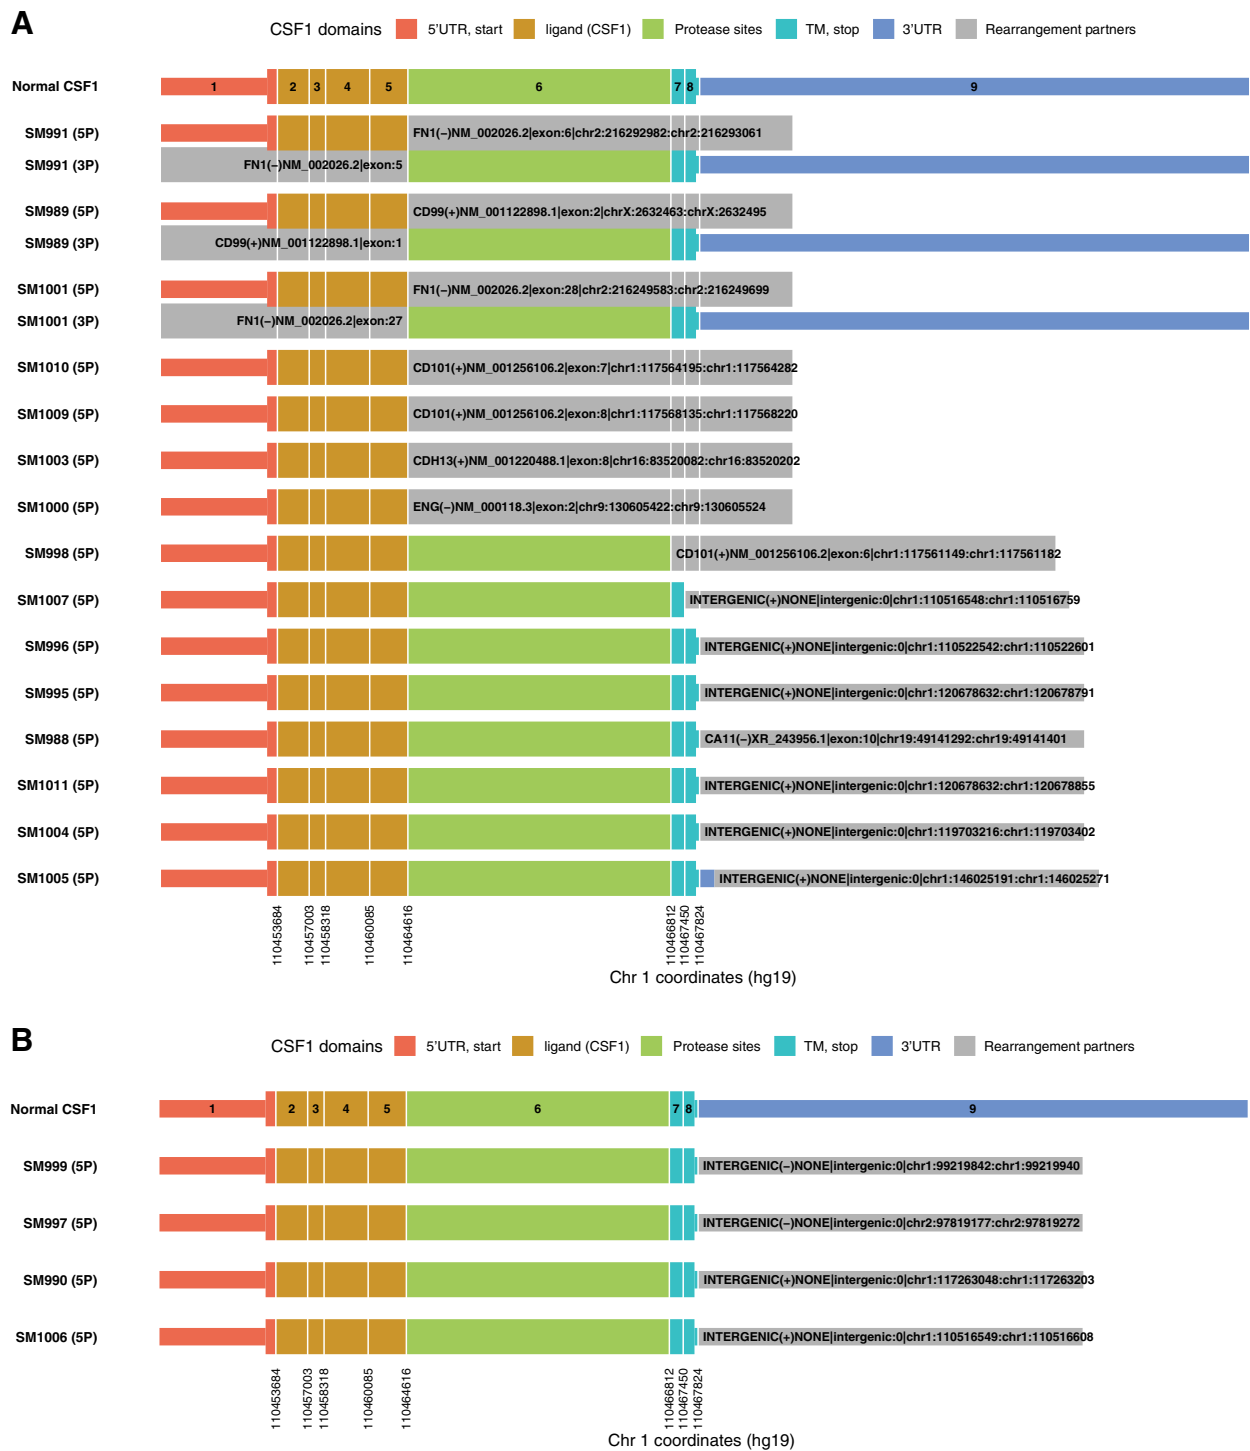 A
CSF1 domains 5'UTR, start ligand (CSF1) Protease sites TM, stop 3'UTR Rearrangement partners
Normal CSF1 1 2 3 4 5 6 7 8 9
SM991 (5P) FN1(−)NM_002026.2|exon:6|chr2:216292982:chr2:216293061
SM991 (3P) FN1(−)NM_002026.2|exon:5
SM989 (5P) CD99(+)NM_001122898.1|exon:2|chrX:2632463:chrX:2632495
SM989 (3P) CD99(+)NM_001122898.1|exon:1
SM1001 (5P) FN1(−)NM_002026.2|exon:28|chr2:216249583:chr2:216249699
SM1001 (3P) FN1(−)NM_002026.2|exon:27
SM1010 (5P) CD101(+)NM_001256106.2|exon:7|chr1:117564195:chr1:117564282
SM1009 (5P) CD101(+)NM_001256106.2|exon:8|chr1:117568135:chr1:117568220
SM1003 (5P) CDH13(+)NM_001220488.1|exon:8|chr16:83520082:chr16:83520202
SM1000 (5P) ENG(−)NM_000118.3|exon:2|chr9:130605422:chr9:130605524
SM998 (5P) CD101(+)NM_001256106.2|exon:6|chr1:117561149:chr1:117561182
SM1007 (5P) INTERGENIC(+)NONE|intergenic:0|chr1:110516548:chr1:110516759
SM996 (5P) INTERGENIC(+)NONE|intergenic:0|chr1:110522542:chr1:110522601
SM995 (5P) INTERGENIC(+)NONE|intergenic:0|chr1:120678632:chr1:120678791
SM988 (5P) CA11(−)XR_243956.1|exon:10|chr19:49141292:chr19:49141401
SM1011 (5P) INTERGENIC(+)NONE|intergenic:0|chr1:120678632:chr1:120678855
SM1004 (5P) INTERGENIC(+)NONE|intergenic:0|chr1:119703216:chr1:119703402
SM1005 (5P) INTERGENIC(+)NONE|intergenic:0|chr1:146025191:chr1:146025271
110453684 110457003 110458318 110460085 110464616 110466812 110467450 110467824
Chr 1 coordinates (hg19)
B
CSF1 domains 5'UTR, start ligand (CSF1) Protease sites TM, stop 3'UTR Rearrangement partners
Normal CSF1 1 2 3 4 5 6 7 8 9
SM999 (5P) INTERGENIC(−)NONE|intergenic:0|chr1:99219842:chr1:99219940
SM997 (5P) INTERGENIC(−)NONE|intergenic:0|chr2:97819177:chr2:97819272
SM990 (5P) INTERGENIC(+)NONE|intergenic:0|chr1:117263048:chr1:117263203
SM1006 (5P) INTERGENIC(+)NONE|intergenic:0|chr1:110516549:chr1:110516608
110453684 110457003 110458318 110460085 110464616 110466812 110467450 110467824
Chr 1 coordinates (hg19)